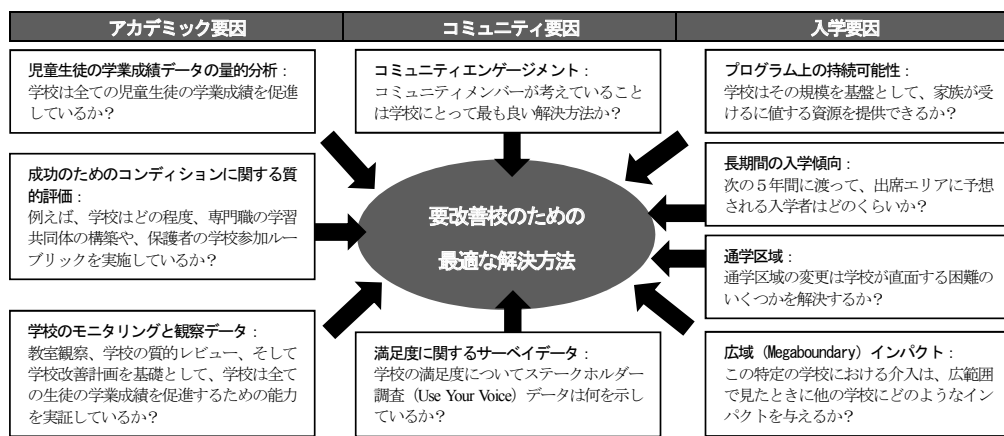 アカデミック要因
コミュニティ要因
入学要因
児童生徒の学業成績データの量的分析：
学校は全ての児童生徒の学業成績を促進
しているか？
成功のためのコンディションに関する質
的評価：
例えば、学校はどの程度、専門職の学習
共同体の構築や、保護者の学校参加ルー
ブリックを実施しているか？
学校のモニタリングと観察データ：
教室観察、学校の質的レビュー、そして
学校改善計画を基礎として、学校は全て
の生徒の学業成績を促進するための能力
を実証しているか？
コミュニティエンゲージメント：
コミュニティメンバーが考えていること
は学校にとって最も良い解決方法か？
要改善校のための
最適な解決方法
満足度に関するサーベイデータ：
学校の満足度についてステークホルダー
調査（Use Your Voice）データは何を示し
ているか？
プログラム上の持続可能性：
学校はその規模を基盤として、家族が受
けるに値する資源を提供できるか？
長期間の入学傾向：
次の５年間に渡って、出席エリアに予想
される入学者はどのくらいか？
通学区域：
通学区域の変更は学校が直面する困難の
いくつかを解決するか？
広域（Megaboundary）インパクト：
この特定の学校における介入は、広範囲
で見たときに他の学校にどのようなイン
パクトを与えるか？